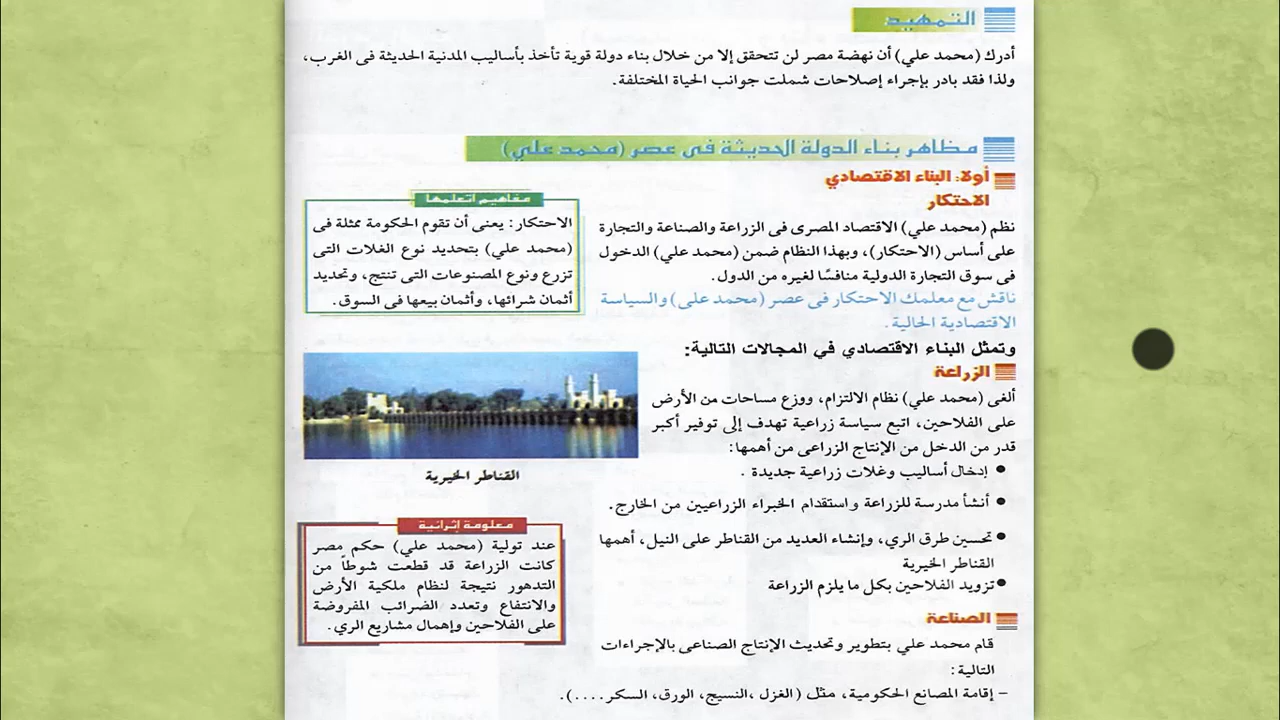 التمهيد
أدرك (محمد علي) أن نهضة مصر لن تتحقق إلا من خلال بناء دولة قوية تأخذ بأساليب المدنية الحديثة فى الغرب،
ولذا فقد بادر بإجراء إصلاحات شملت جوانب الحياة المختلفة.
مظاهر بناء الدولة الحديثة فى عصر (محمد علي)
أولا: البناء الاقتصادي
الاحتكار
نظم (محمد علي) الاقتصاد المصرى فى الزراعة والصناعة والتجارة
على أساس (الاحتكار)، وبهذا النظام ضمن (محمد علي) الدخول
فى سوق التجارة الدولية منافسًا لغيره من الدول.
ناقش مع معلمك الاحتكار فى عصر (محمد على) والسياسة
الاقتصادية الحالية.
مفاهيم أتعلمها
الاحتكار: يعنى أن تقوم الحكومة ممثلة فى
(محمد علي) بتحديد نوع الغلات التى
تزرع ونوع المصنوعات التى تنتج، وتحديد
أثمان شرائها، وأثمان بيعها فى السوق.
وتمثل البناء الاقتصادي في المجالات التالية:
الزراعة
ألغى (محمد علي) نظام الالتزام، ووزع مساحات من الأرض
على الفلاحين، اتبع سياسة زراعية تهدف إلى توفير أكبر
قدر من الدخل من الإنتاج الزراعى من أهمها:
• إدخال أساليب وغلات زراعية جديدة .
• أنشأ مدرسة للزراعة واستقدام الخبراء الزراعيين من الخارج.
• تحسين طرق الري، وإنشاء العديد من القناطر على النيل، أهمها
القناطر الخيرية
• تزويد الفلاحين بكل ما يلزم الزراعة
القناطر الخيرية
معلومة إثرائية
عند تولية (محمد علي) حكم مصر
كانت الزراعة قد قطعت شوطاً من
التدهور نتيجة لنظام ملكية الأرض
والانتفاع وتعدد الضرائب المفروضة
على الفلاحين وإهمال مشاريع الري.
الصناعة
قام محمد علي بتطوير وتحديث الإنتاج الصناعى بالإجراءات
التالية:
- إقامة المصانع الحكومية، مثل (الغزل ،النسيج، الورق، السكر....).